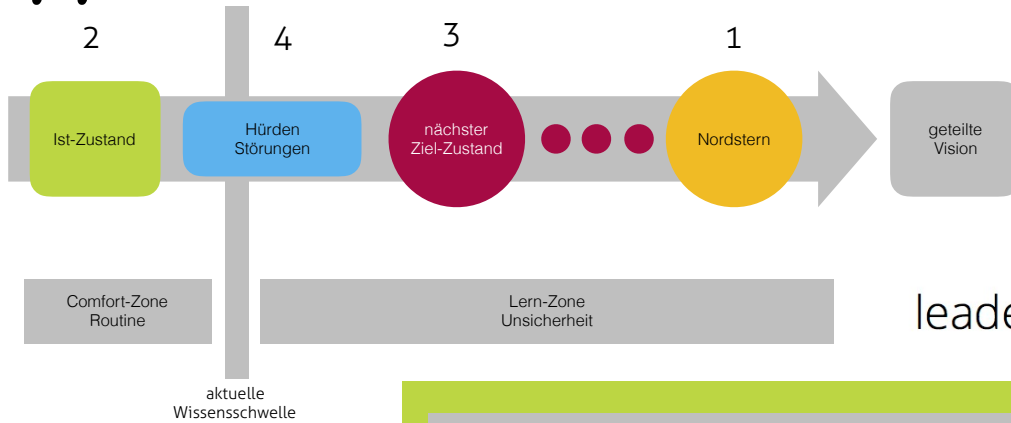 2
4
3
1
Ist-Zustand
Hürden
Störungen
nächster
Ziel-Zustand
Nordstern
geteilte
Vision
Comfort-Zone
Routine
Lern-Zone
Unsicherheit
aktuelle
Wissensschwelle